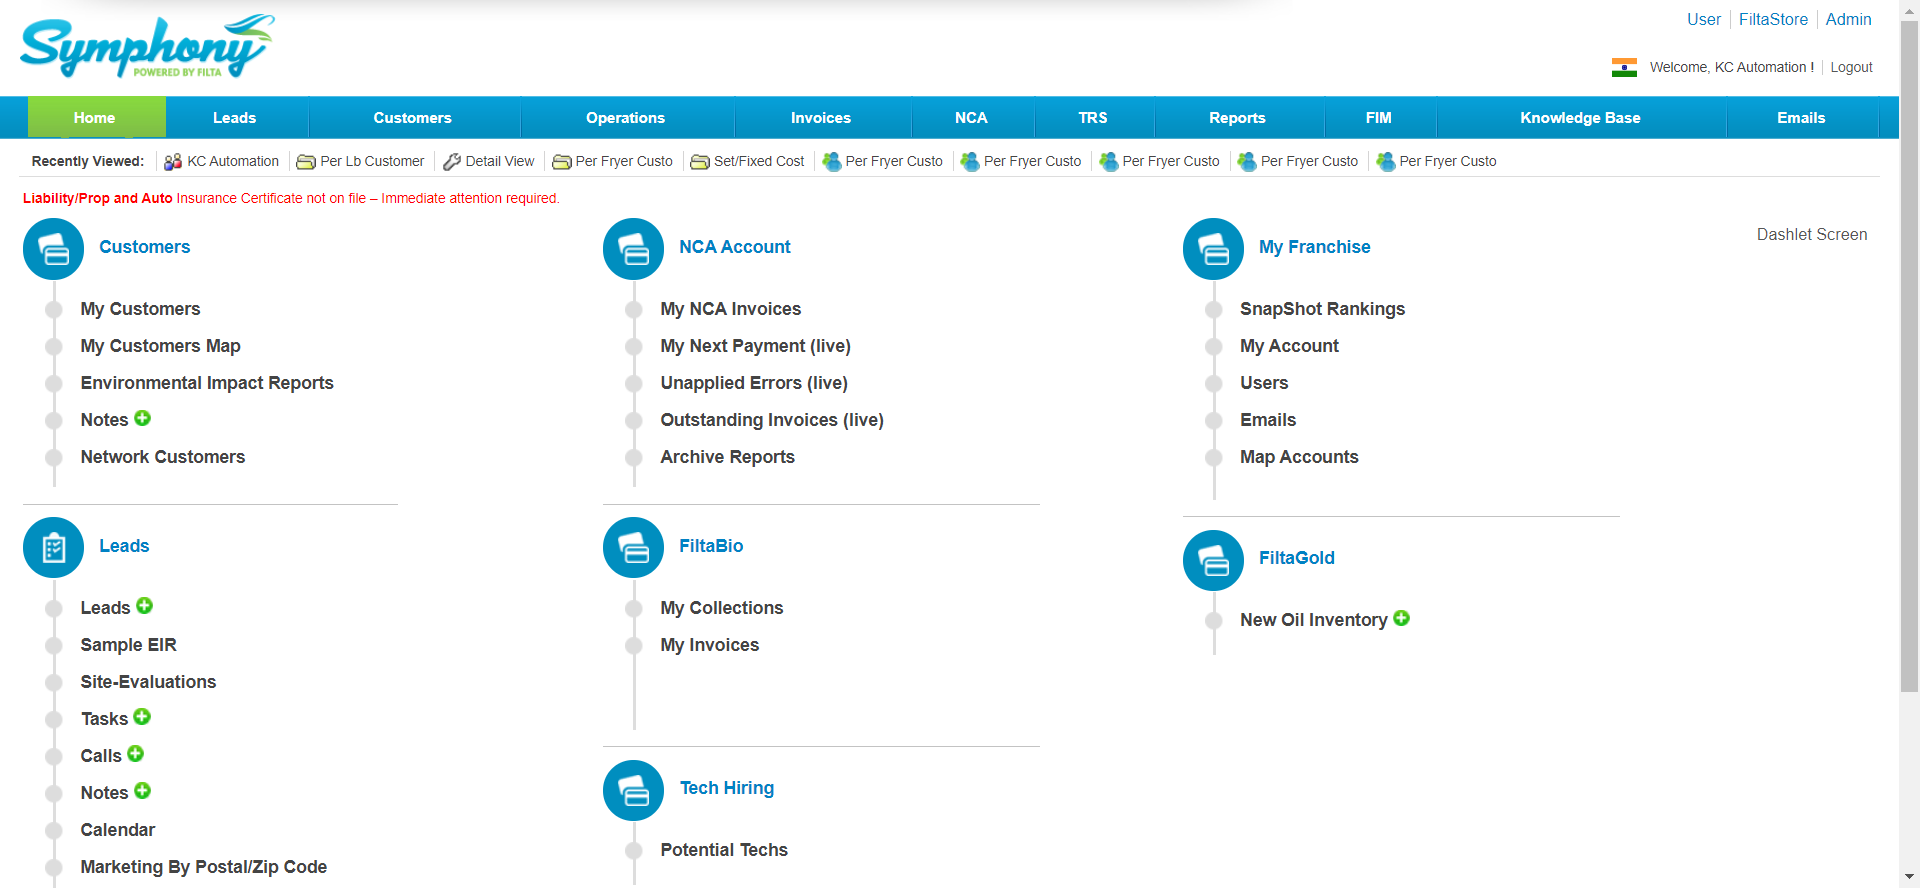 Symphony
POWERED BY FILTA
User FiltaStore Admin
Welcome, KC Automation ! Logout
Home Leads Customers Operations Invoices NCA TRS Reports FIM Knowledge Base Emails
Recently Viewed: KC Automation Per Lb Customer Detail View Per Fryer Custo Set/Fixed Cost Per Fryer Custo Per Fryer Custo Per Fryer Custo Per Fryer Custo Per Fryer Custo
Liability/Prop and Auto Insurance Certificate not on file – Immediate attention required.
Dashlet Screen
Customers
My Customers
My Customers Map
Environmental Impact Reports
Notes
Network Customers
Leads
Leads
Sample EIR
Site-Evaluations
Tasks
Calls
Notes
Calendar
Marketing By Postal/Zip Code
NCA Account
My NCA Invoices
My Next Payment (live)
Unapplied Errors (live)
Outstanding Invoices (live)
Archive Reports
FiltaBio
My Collections
My Invoices
Tech Hiring
Potential Techs
My Franchise
SnapShot Rankings
My Account
Users
Emails
Map Accounts
FiltaGold
New Oil Inventory